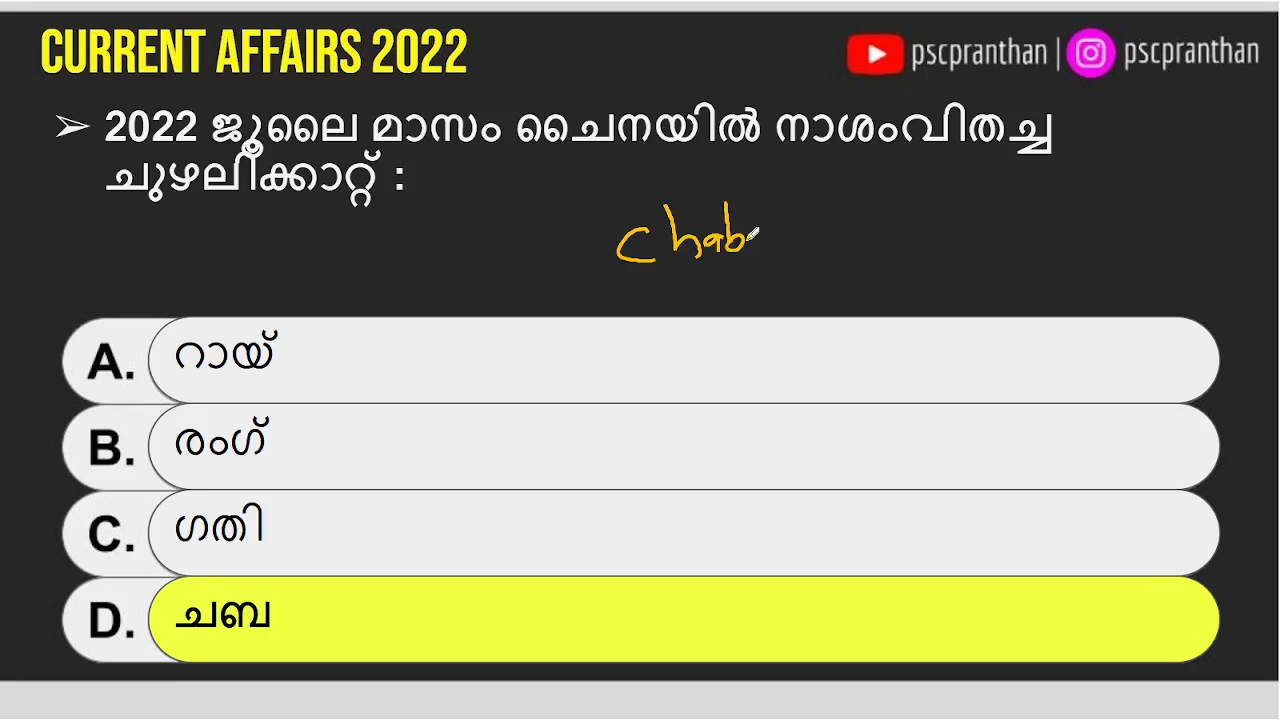 CURRENT AFFAIRS 2022
pscpranthan | pscpranthan
➢ 2022 ജൂലൈ മാസം ചൈനയിൽ നാശംവിതച്ച
ചുഴലിക്കാറ്റ് :
chab
A. റായ്
B. രംഗ്
C. ഗതി
D. ചബ